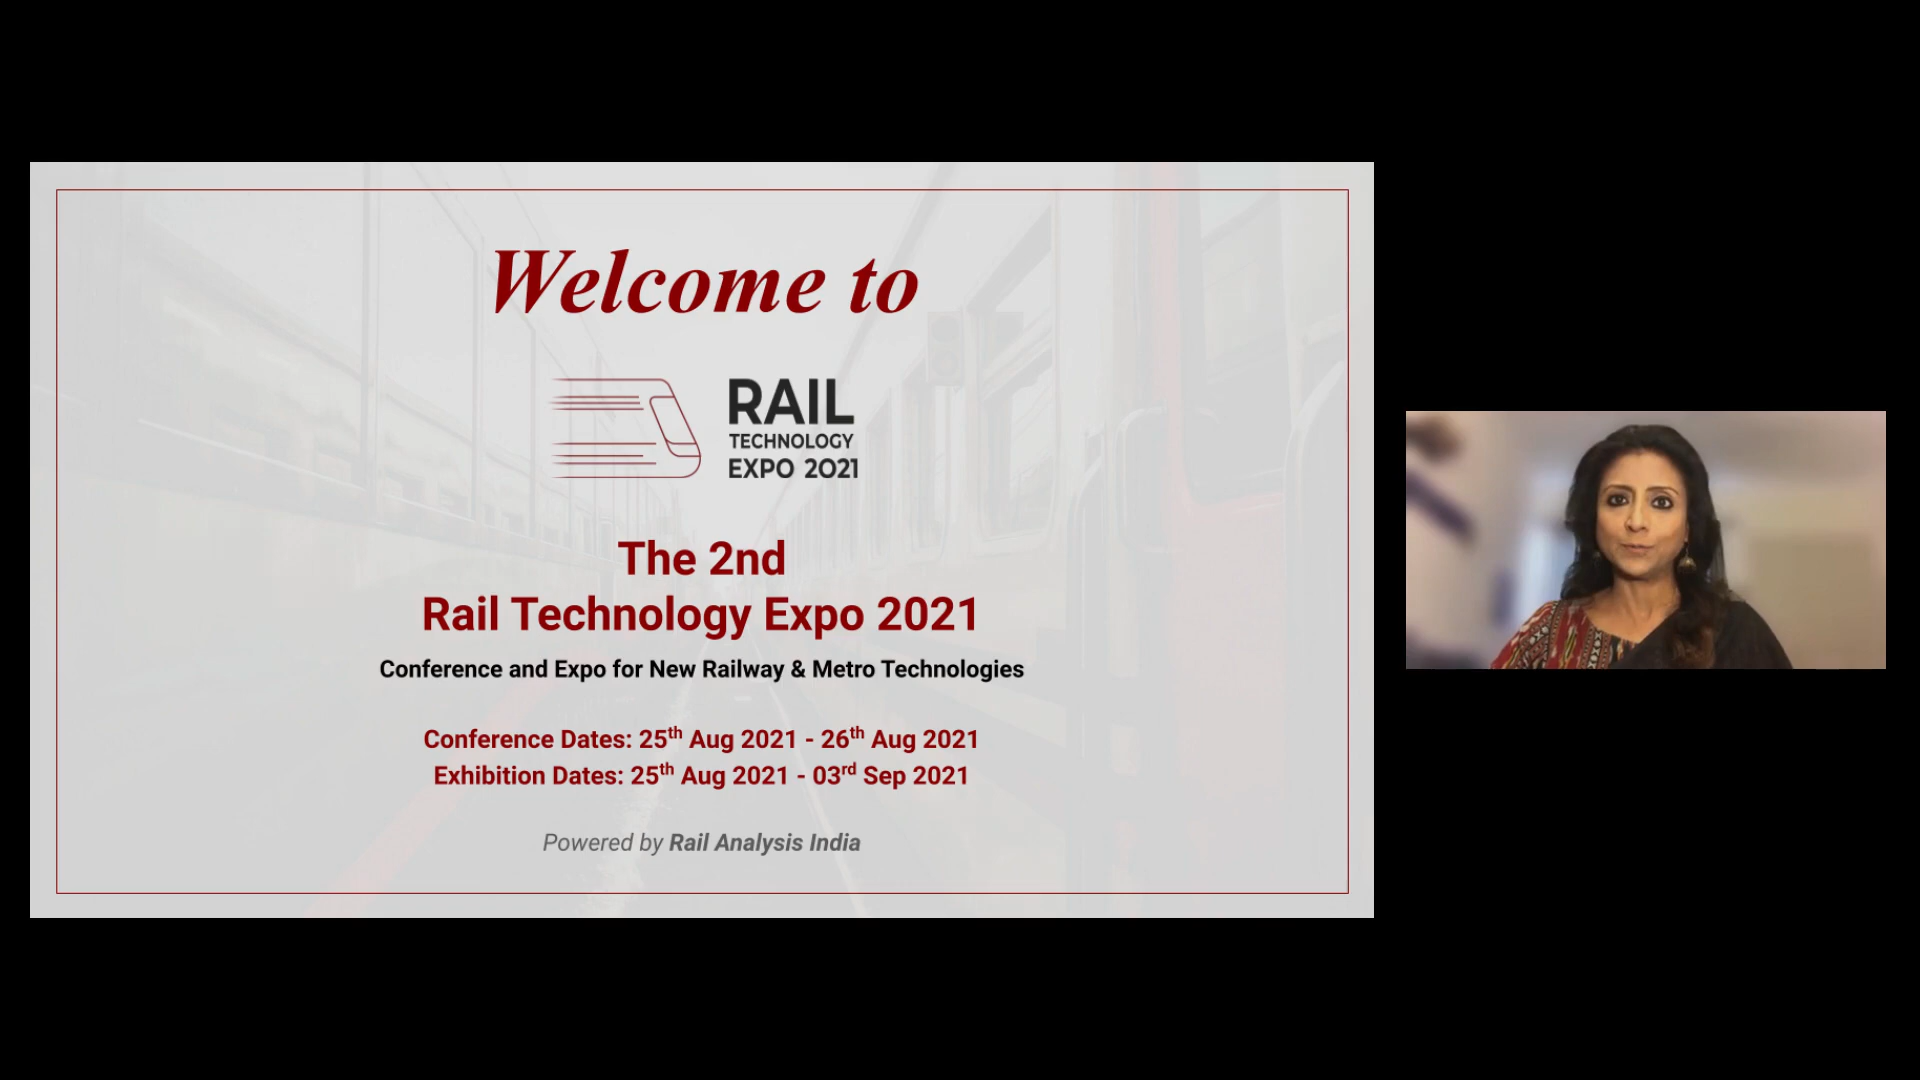 Welcome to
RAIL
TECHNOLOGY
EXPO 2021
The 2nd
Rail Technology Expo 2021
Conference and Expo for New Railway & Metro Technologies
Conference Dates: 25th Aug 2021 - 26th Aug 2021
Exhibition Dates: 25th Aug 2021 - 03rd Sep 2021
Powered by Rail Analysis India